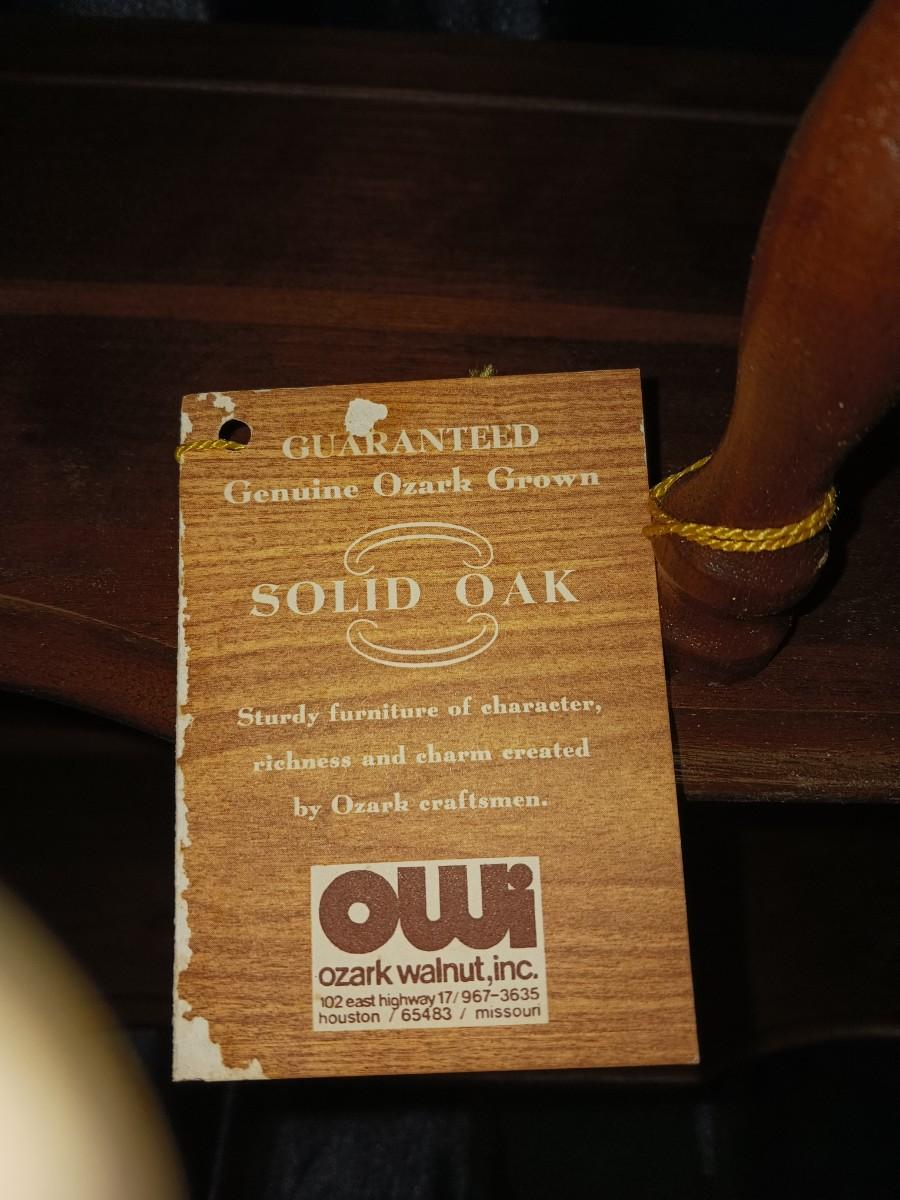 GUARANTEED
Genuine Ozark Grown
SOLID OAK
Sturdy furniture of character,
richness and charm created
by Ozark craftsmen.
owi
ozark walnut, inc.
102 east highway 17/967-3635
houston / 65483 / missouri